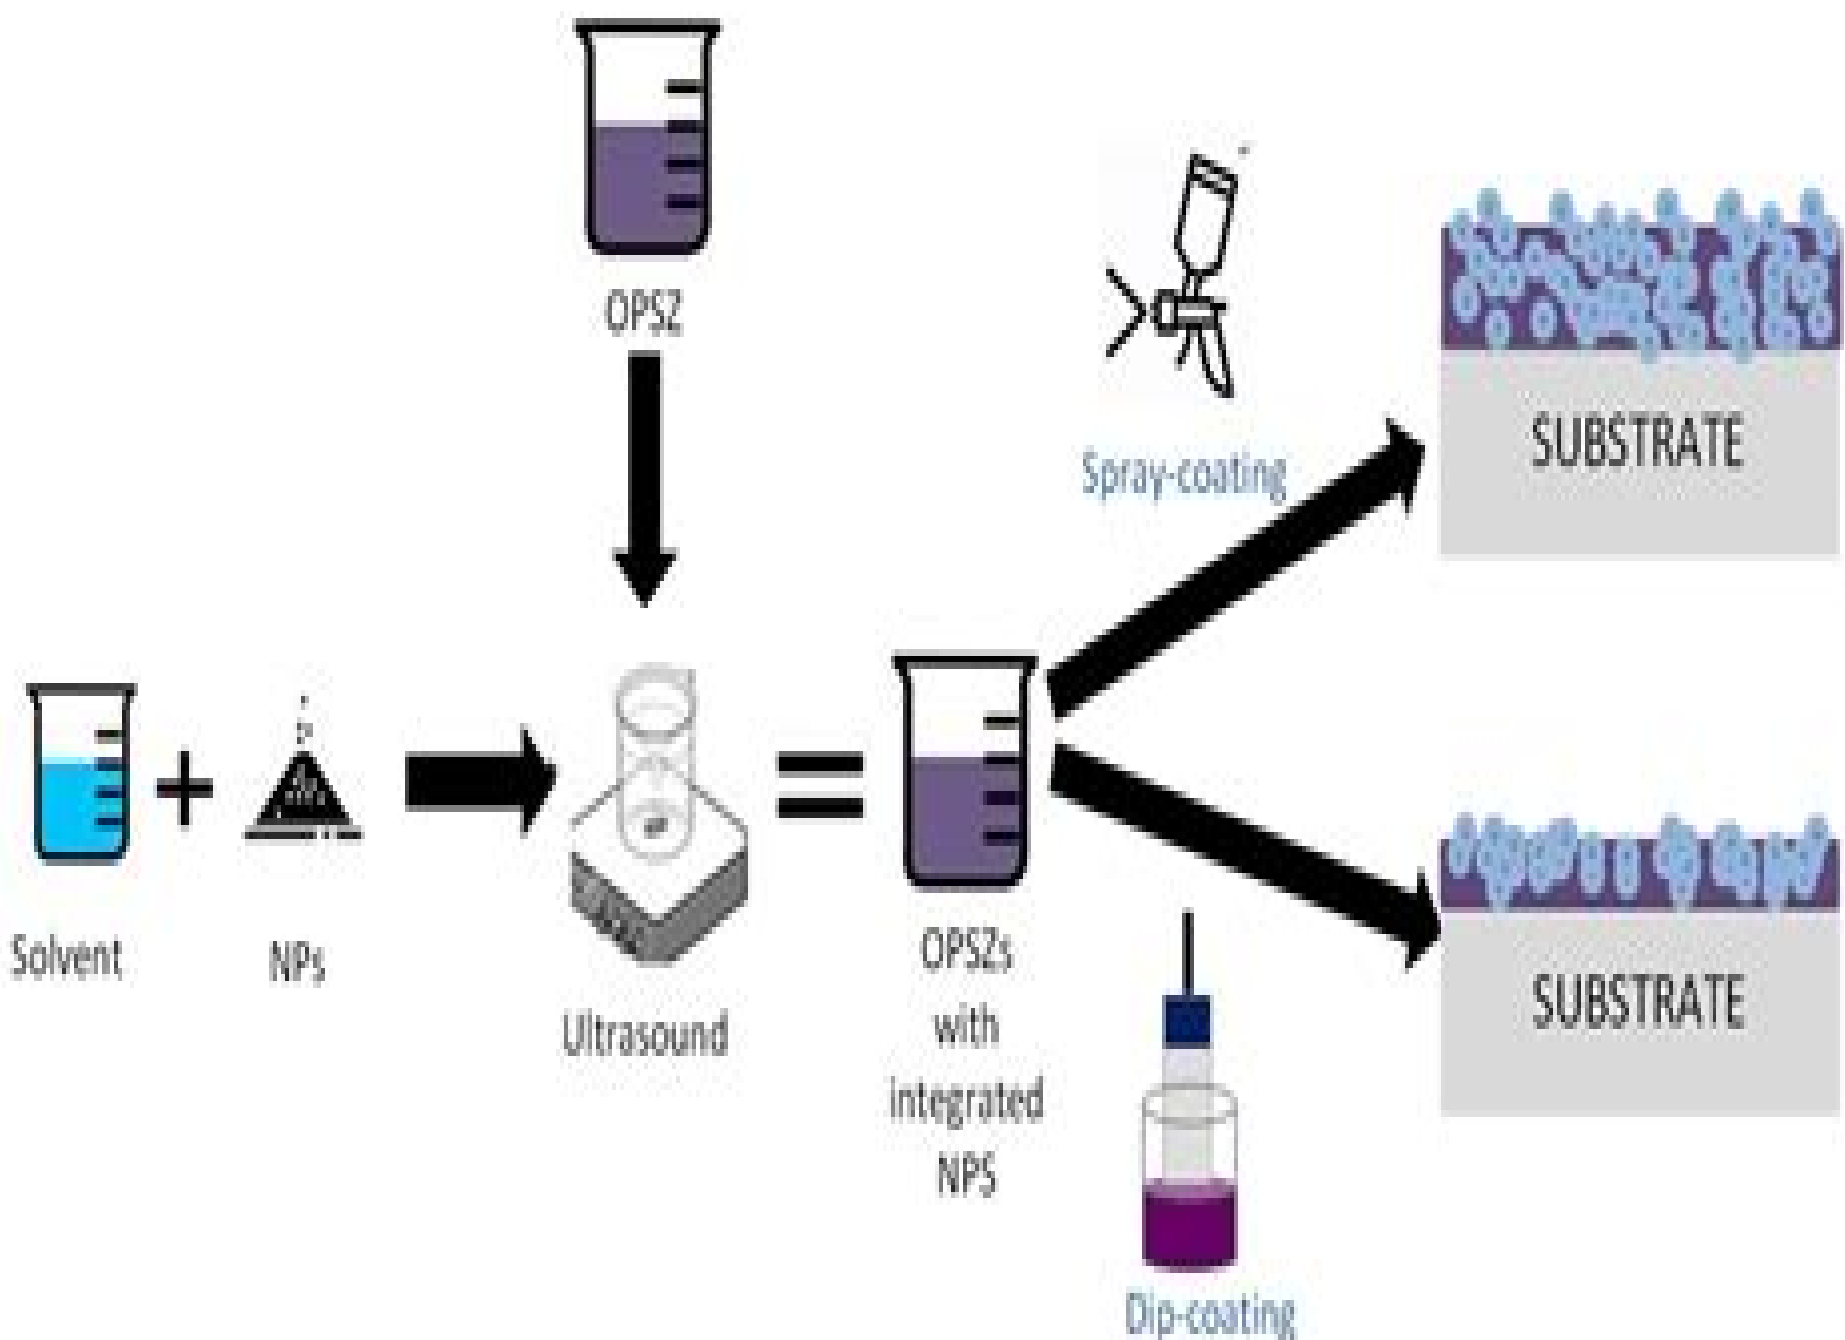 OPSZ
Spray-coating
SUBSTRATE
Solvent
NPs
Ultrasound
OPSZs
with
integrated
NPS
SUBSTRATE
Dip-coating